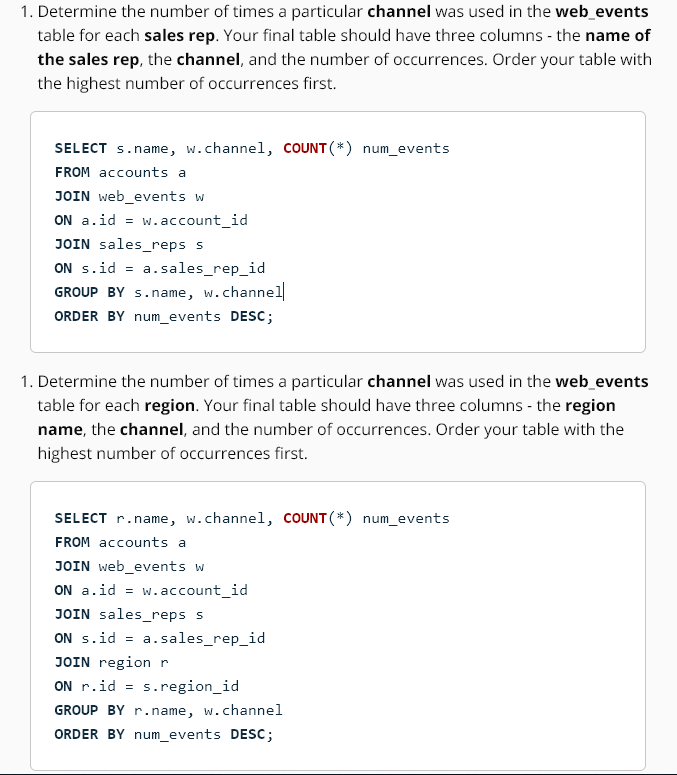 1. Determine the number of times a particular channel was used in the web_events
table for each sales rep. Your final table should have three columns - the name of
the sales rep, the channel, and the number of occurrences. Order your table with
the highest number of occurrences first.
SELECT s.name, w.channel, COUNT(*) num_events
FROM accounts a
JOIN web_events w
ON a.id = w.account_id
JOIN sales_reps s
ON s.id = a.sales_rep_id
GROUP BY s.name, w.channel
ORDER BY num_events DESC;
1. Determine the number of times a particular channel was used in the web_events
table for each region. Your final table should have three columns - the region
name, the channel, and the number of occurrences. Order your table with the
highest number of occurrences first.
SELECT r.name, w.channel, COUNT(*) num_events
FROM accounts a
JOIN web_events w
ON a.id = w.account_id
JOIN sales_reps s
ON s.id = a.sales_rep_id
JOIN region r
ON r.id = s.region_id
GROUP BY r.name, w.channel
ORDER BY num_events DESC;